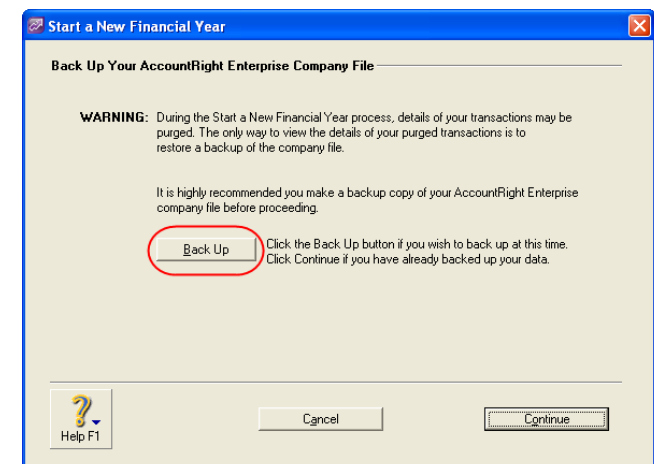 Start a New Financial Year
Back Up Your AccountRight Enterprise Company File
WARNING: During the Start a New Financial Year process, details of your transactions may be
purged. The only way to view the details of your purged transactions is to
restore a backup of the company file.
It is highly recommended you make a backup copy of your AccountRight Enterprise
company file before proceeding.
Back Up
Click the Back Up button if you wish to back up at this time.
Click Continue if you have already backed up your data.
Help F1
Cancel
Continue